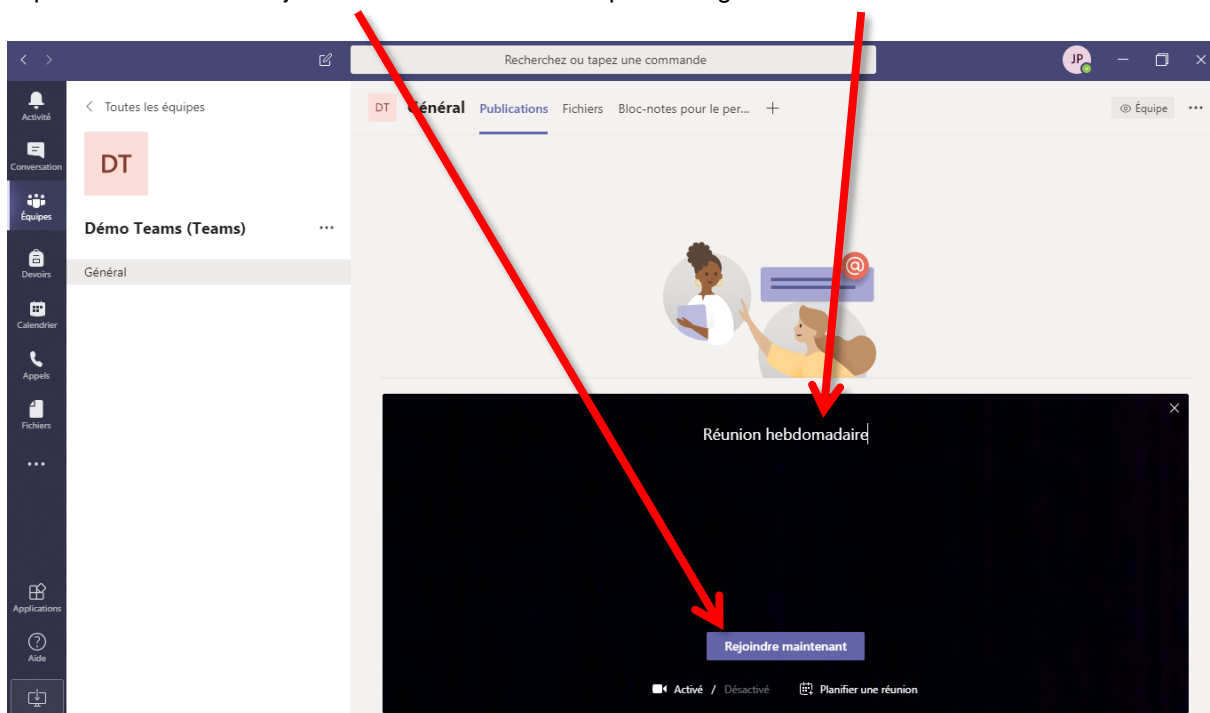 Recherchez ou tapez une commande
JP
Activité
Conversation
Équipes
Devoirs
Calendrier
Appels
Fichiers
Applications
Aide
Toutes les équipes
DT
Démo Teams (Teams)
Général
DT Général Publications Fichiers Bloc-notes pour le per... + Équipe
@
Réunion hebdomadaire
Rejoindre maintenant
Activé / Désactivé Planifier une réunion